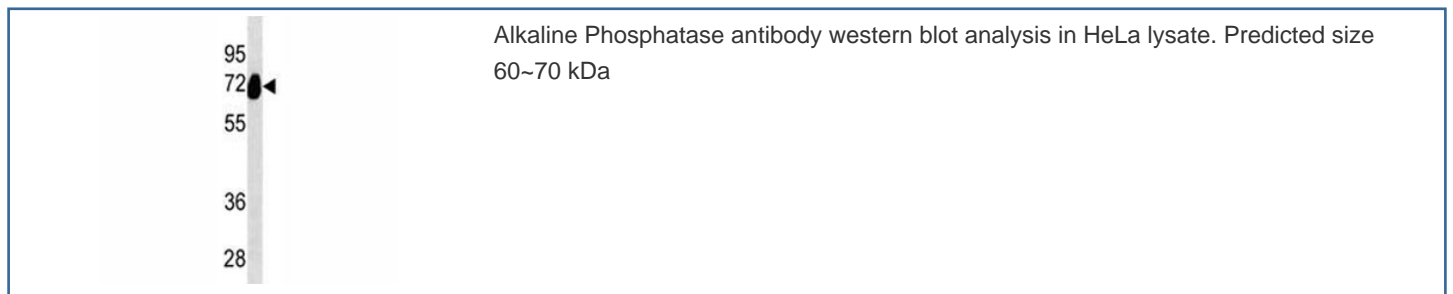 95
72
55
36
28
Alkaline Phosphatase antibody western blot analysis in HeLa lysate. Predicted size
60~70 kDa